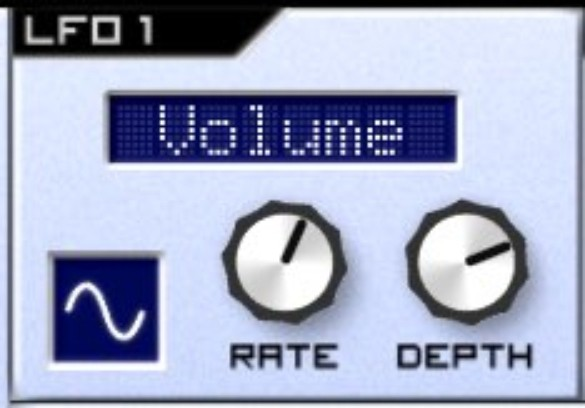 LFO 1
Volume
RATE DEPTH